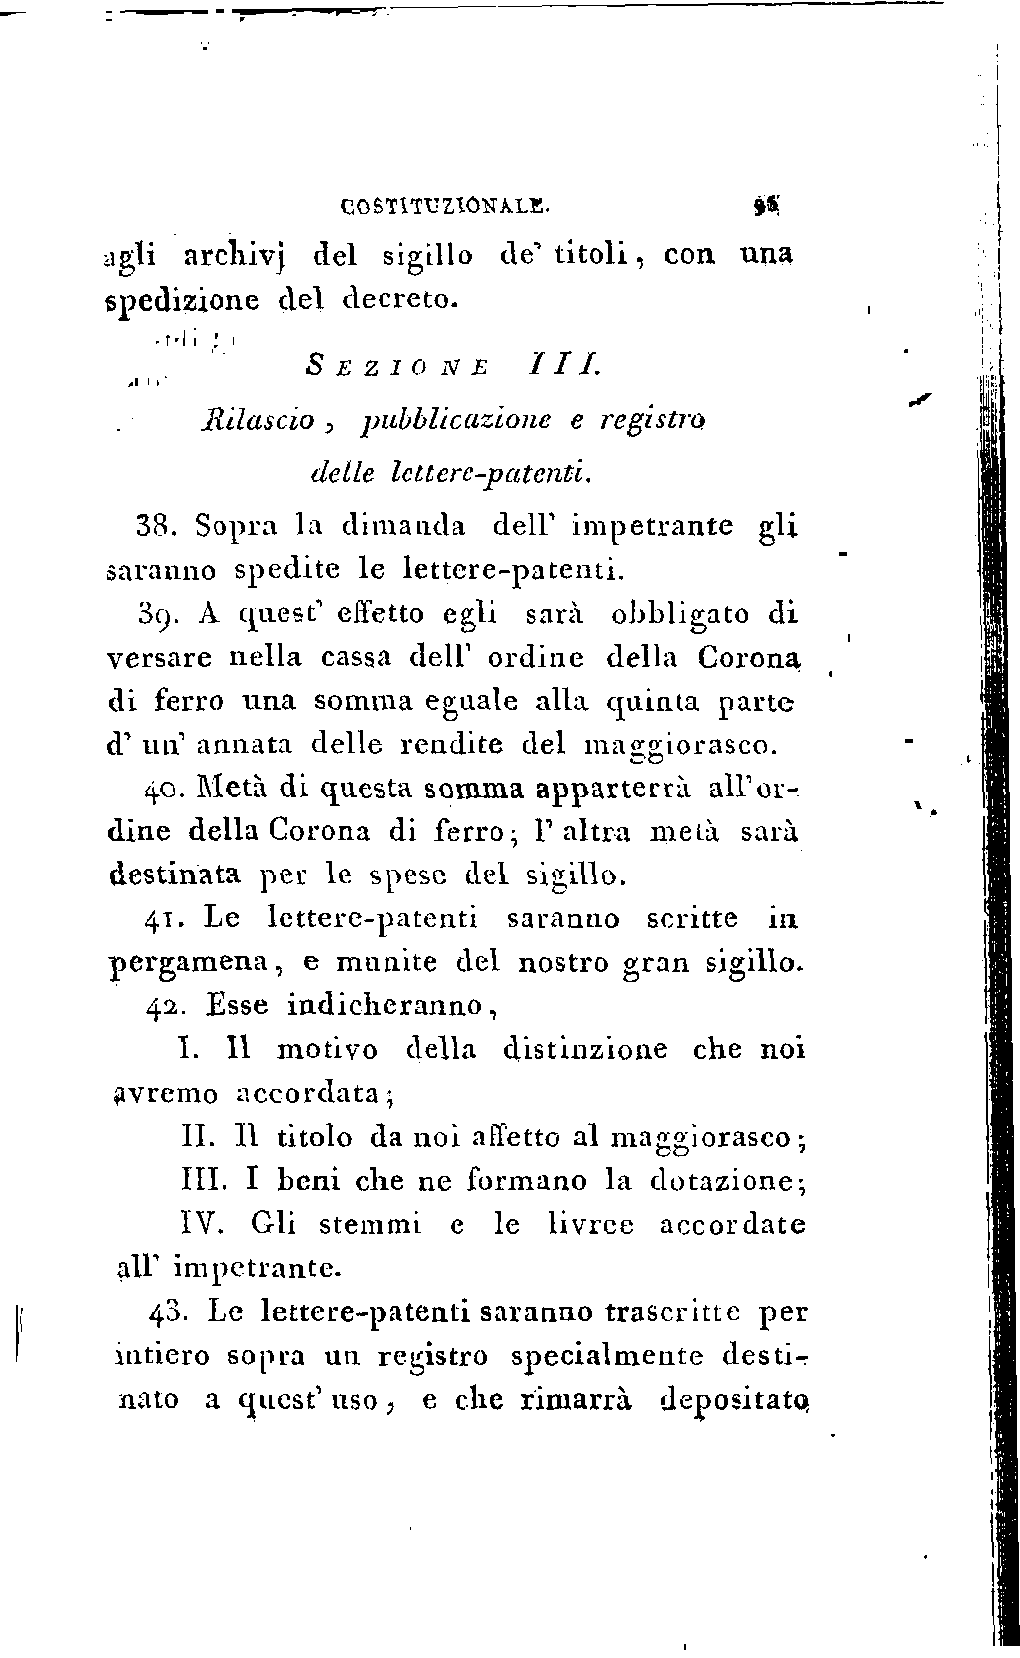 COSTITUZIONALE.
agli archivj del sigillo de' titoli, con una
spedizione del decreto.
SEZIONE III.
Rilascio, pubblicazione e registro
delle lettere-patenti.
38. Sopra la dimanda dell' impetrante gli
saranno spedite le lettere-patenti.
39. A quest' effetto egli sarà obbligato di
versare nella cassa dell' ordine della Corona
di ferro una somma eguale alla quinta parte
d' un' annata delle rendite del maggiorasco.
40. Metà di questa somma apparterrà all' or-
dine della Corona di ferro; l' altra metà sarà
destinata per le spese del sigillo.
41. Le lettere-patenti saranno scritte in
pergamena, e munite del nostro gran sigillo.
42. Esse indicheranno,
I. Il motivo della distinzione che noi
avremo accordata;
II. Il titolo da noi affetto al maggiorasco;
III. I beni che ne formano la dotazione;
IV. Gli stemmi e le livree accordate
all' impetrante.
43. Le lettere-patenti saranno trascritte per
intiero sopra un registro specialmente desti-
nato a quest' uso, e che rimarrà depositato